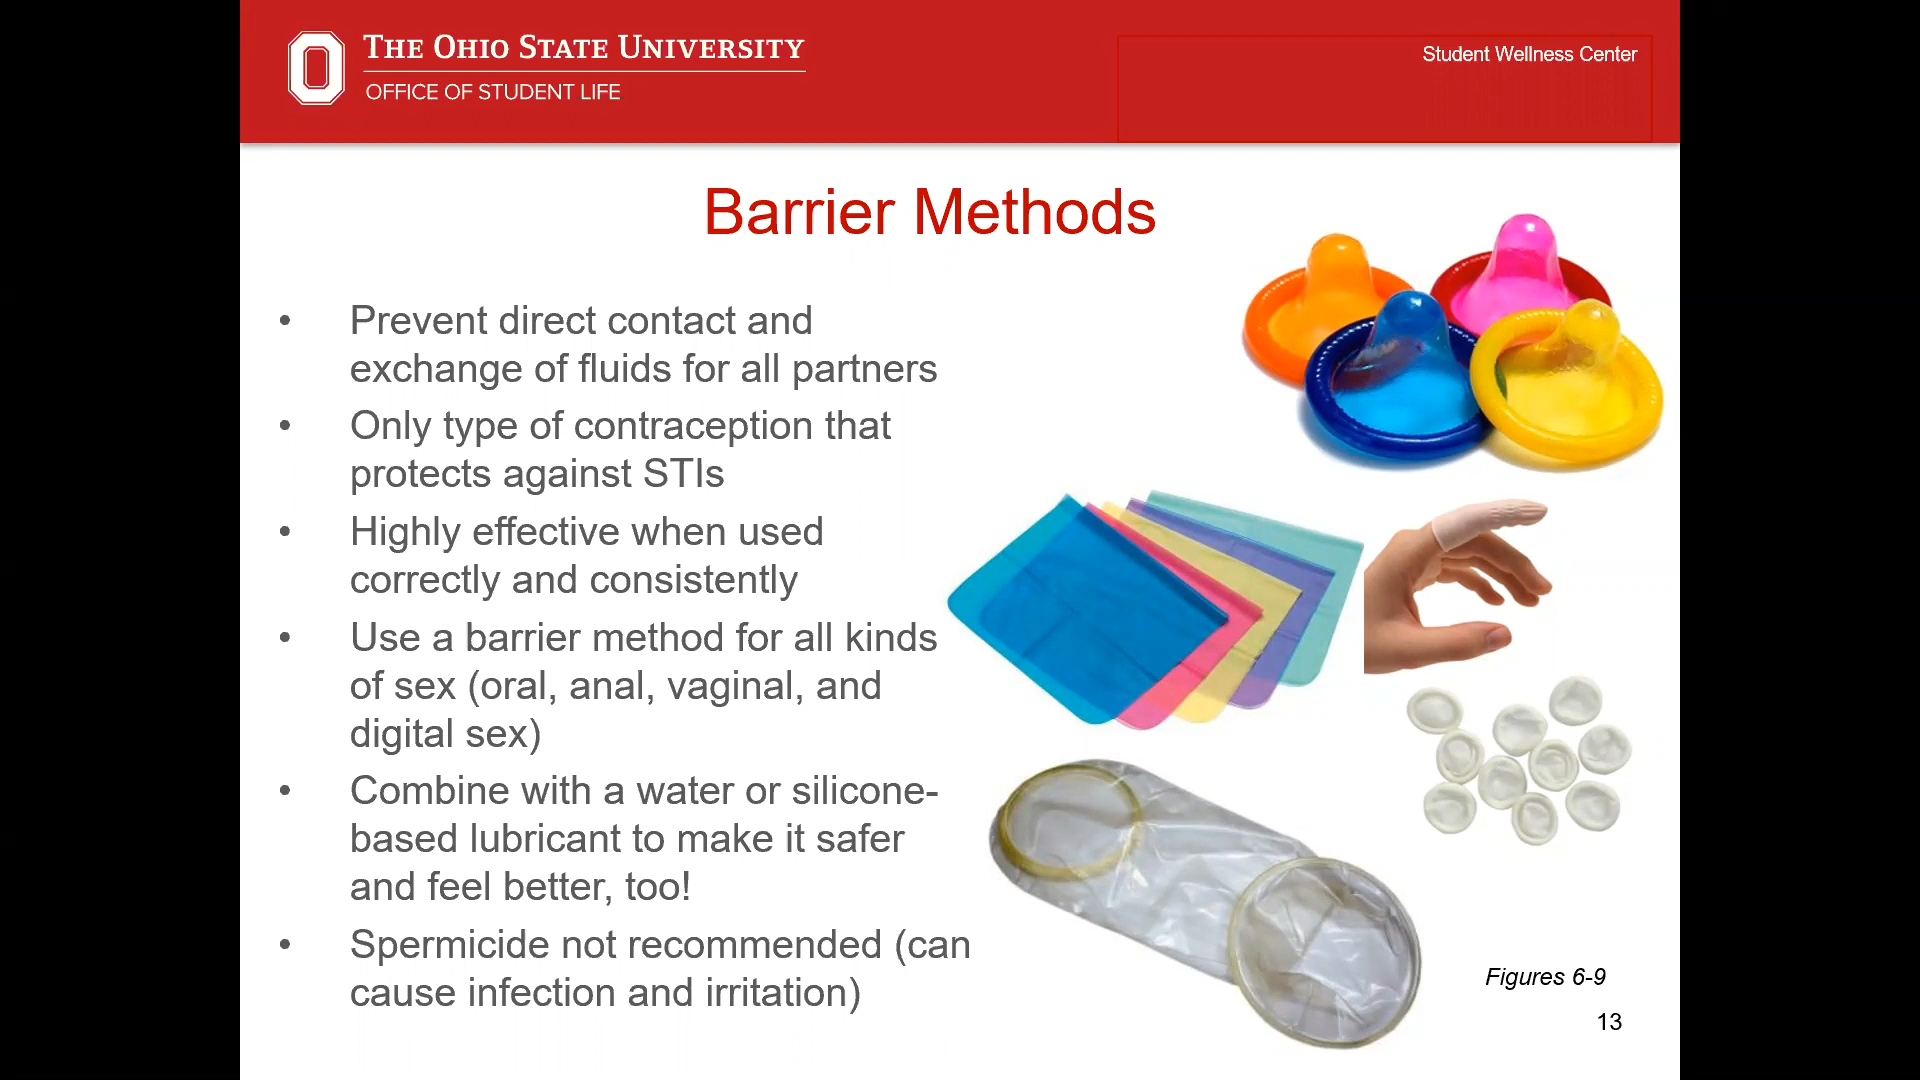 THE OHIO STATE UNIVERSITY
OFFICE OF STUDENT LIFE
Student Wellness Center
Barrier Methods
• Prevent direct contact and
exchange of fluids for all partners
• Only type of contraception that
protects against STIs
• Highly effective when used
correctly and consistently
• Use a barrier method for all kinds
of sex (oral, anal, vaginal, and
digital sex)
• Combine with a water or silicone-
based lubricant to make it safer
and feel better, too!
• Spermicide not recommended (can
cause infection and irritation)
Figures 6-9
13